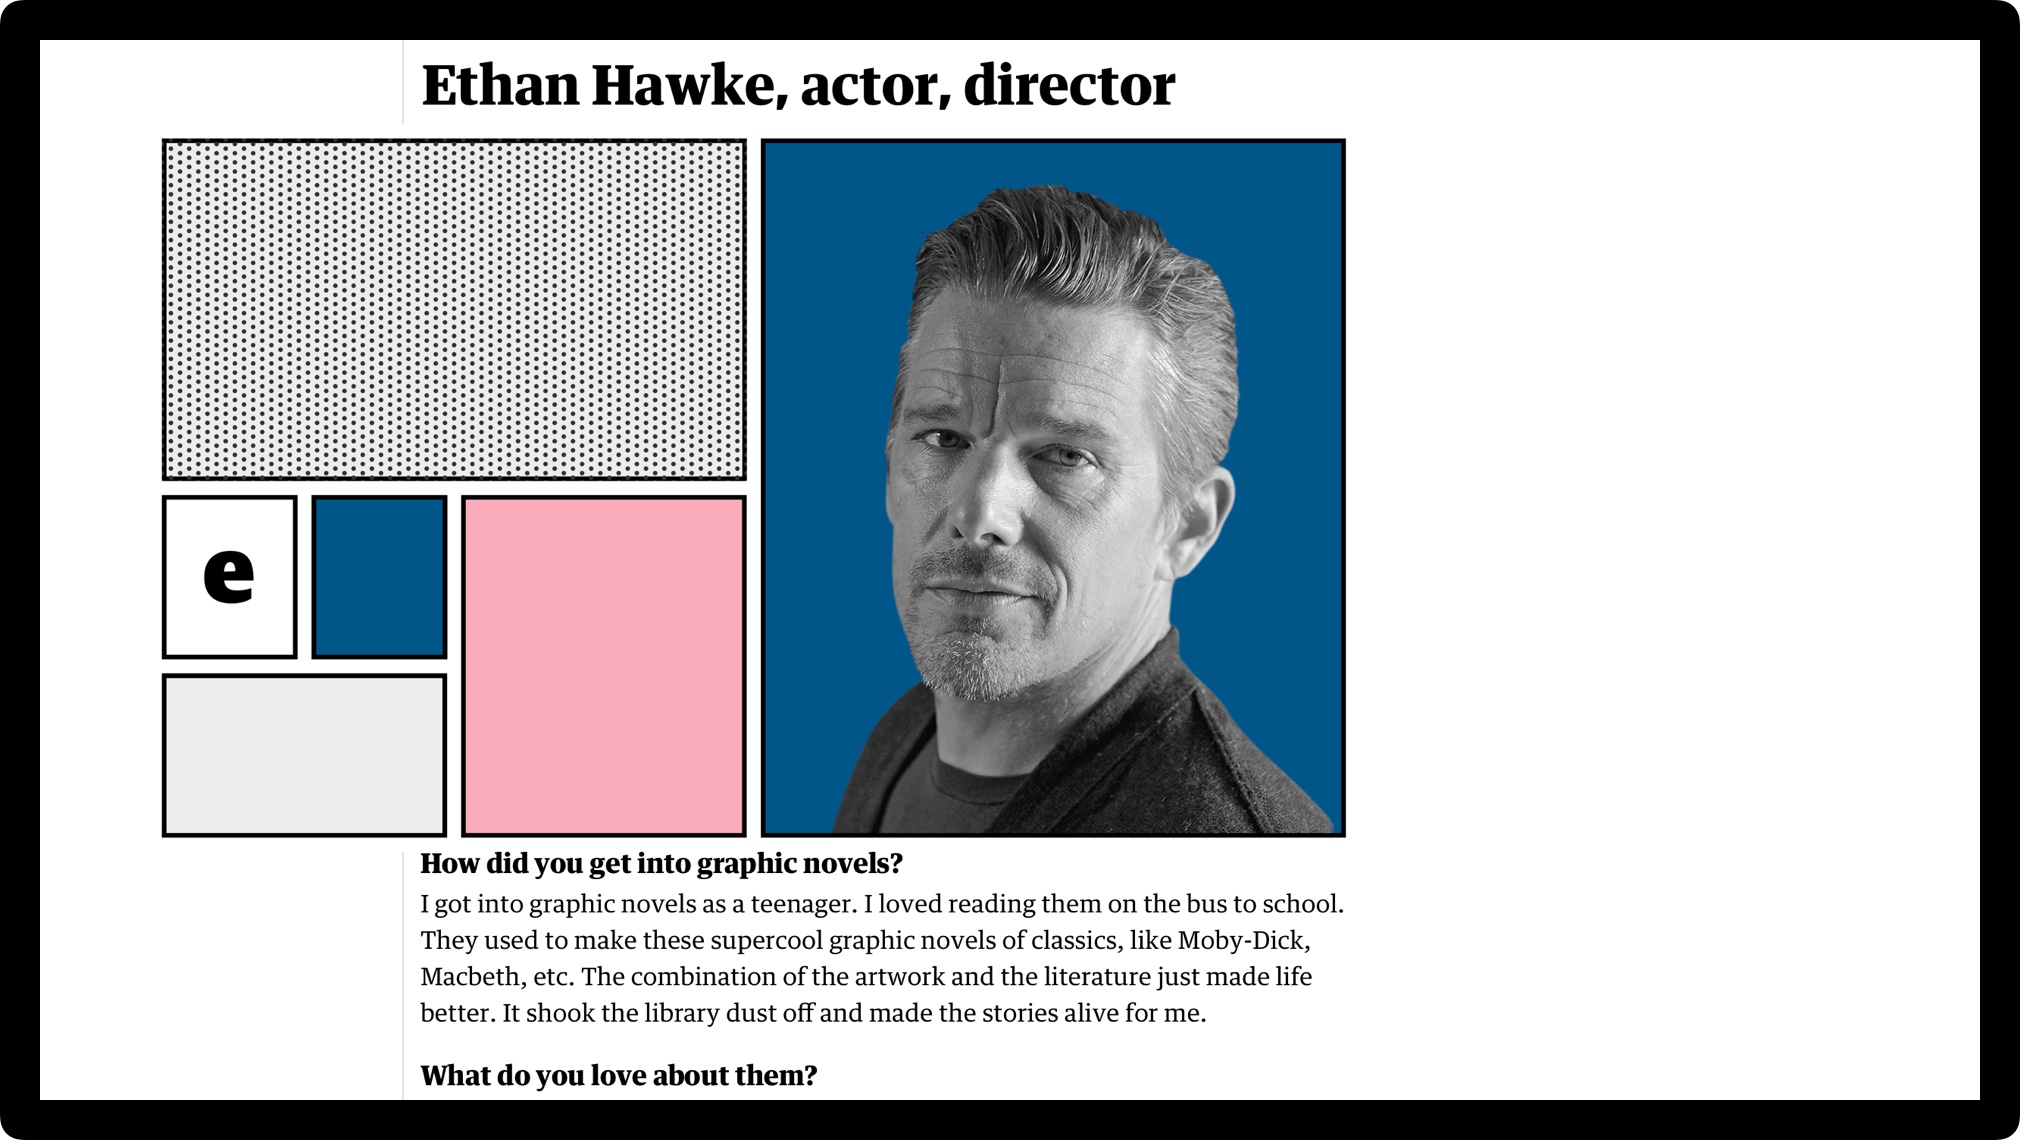 Ethan Hawke, actor, director
e
How did you get into graphic novels?
I got into graphic novels as a teenager. I loved reading them on the bus to school.
They used to make these supercool graphic novels of classics, like Moby-Dick,
Macbeth, etc. The combination of the artwork and the literature just made life
better. It shook the library dust off and made the stories alive for me.
What do you love about them?